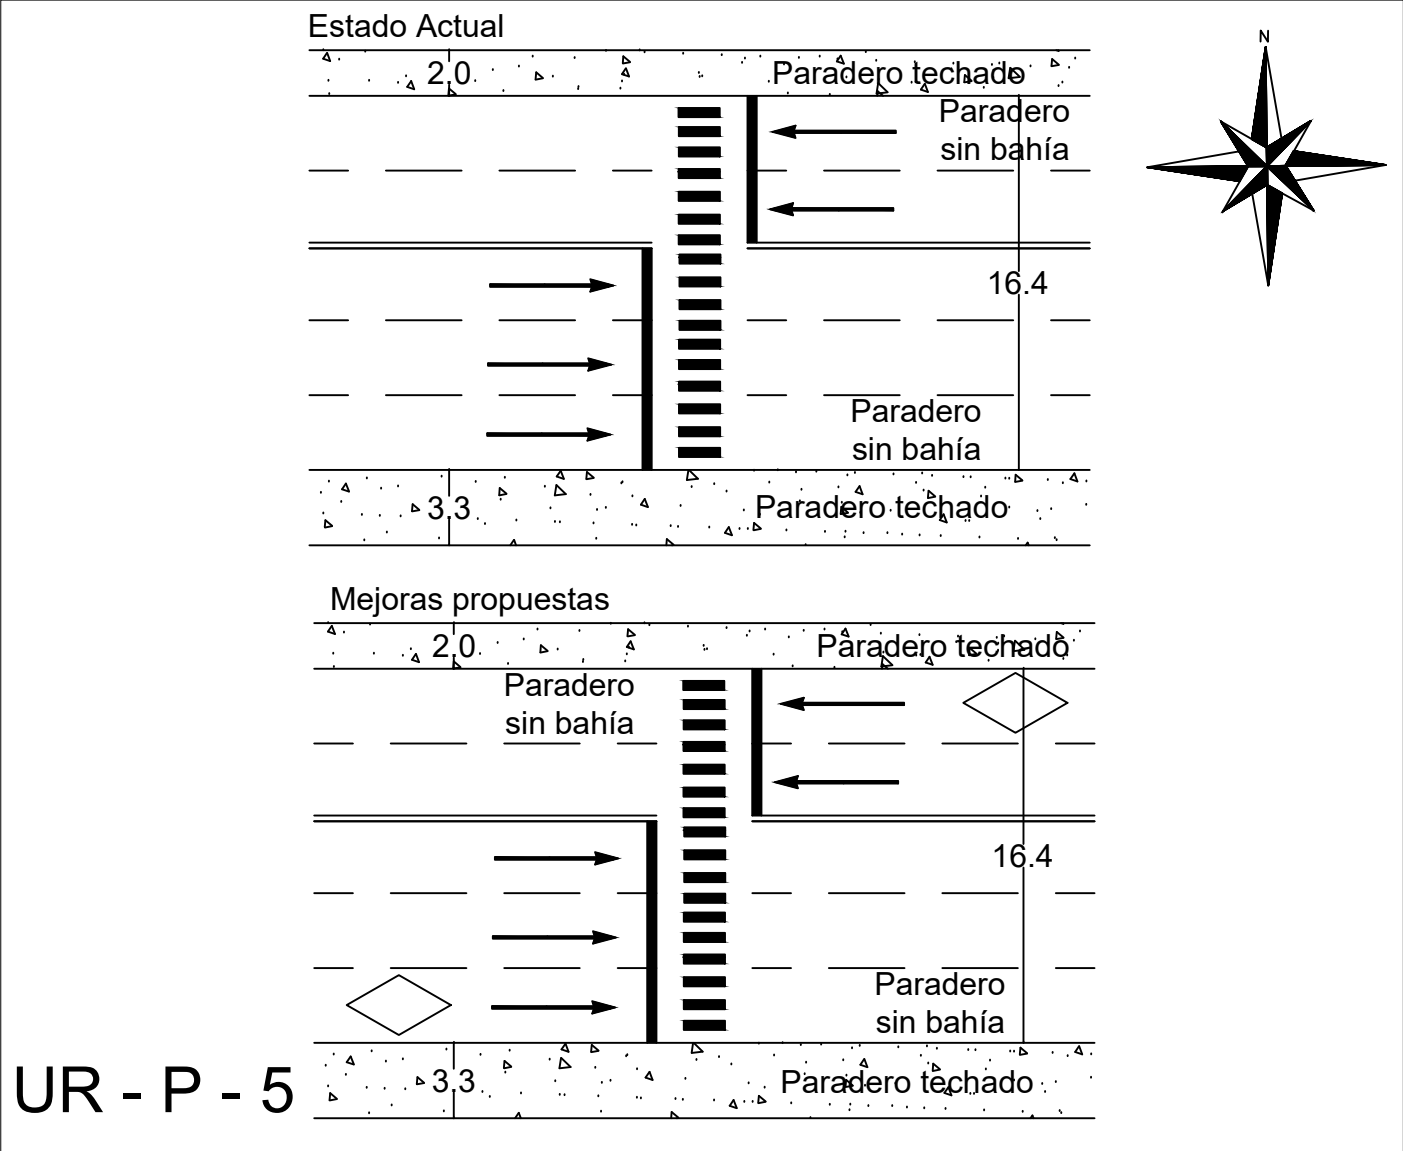 Estado Actual
N
2.0
Paradero techado
Paradero
sin bahía
16.4
Paradero
sin bahía
3.3
Paradero techado
Mejoras propuestas
2.0
Paradero techado
Paradero
sin bahía
16.4
Paradero
sin bahía
3.3
Paradero techado
UR - P - 5